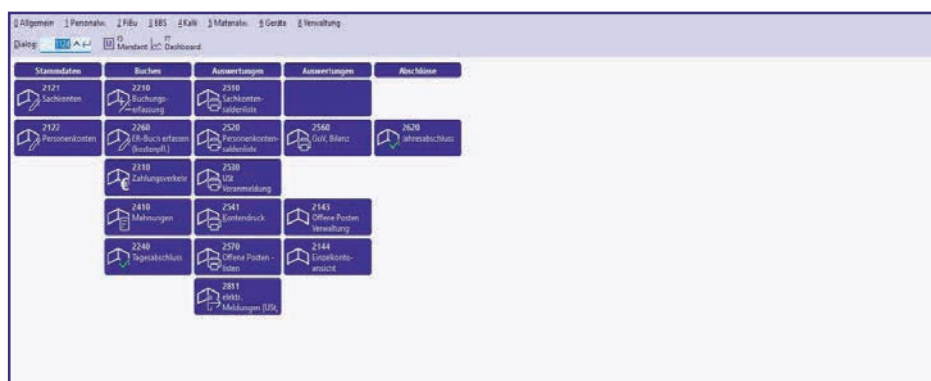 0 Allgemein 1 Personalw. 2 FiBu 3 BBS 4 Kalk 5 Materialw. 6 Geräte 8 Verwaltung
Dialog: F3 Mandant F7 Dashboard
Stammdaten Buchen Auswertungen Auswertungen Abschlüsse
2121
Sachkonten
2210
Buchungs-
erfassung
2510
Sachkonten-
saldenliste
2122
Personenkonten
2260
ER-Buch erfassen
(kostenpfl.)
2520
Personenkonten-
saldenliste
2560
GuV, Bilanz
2620
Jahresabschluss
2310
Zahlungsverkehr
2530
USt
Voranmeldung
2410
Mahnungen
2541
Kontendruck
2143
Offene Posten
Verwaltung
2240
Tagesabschluss
2570
Offene Posten -
listen
2144
Einzelkonto-
ansicht
2811
elektr.
Meldungen (USt,